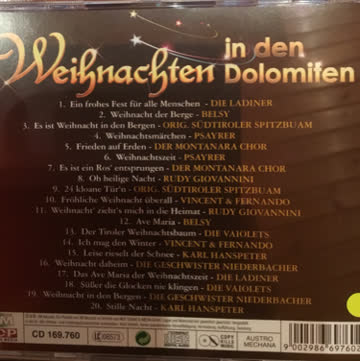 Weihnachten in den Dolomiten
1. Ein frohes Fest für alle Menschen - DIE LADINER
2. Weihnacht der Berge - BELSY
3. Es ist Weihnacht in den Bergen - ORIG. SÜDTIROLER SPITZBUAM
4. Weihnachtsmärchen - PSAYRER
5. Frieden auf Erden - DER MONTANARA CHOR
6. Weihnachtszeit - PSAYRER
7. Es ist ein Ros' entsprungen - DER MONTANARA CHOR
8. Oh heilige Nacht - RUDY GIOVANNINI
9. 24 kloane Tür'n - ORIG. SÜDTIROLER SPITZBUAM
10. Fröhliche Weihnacht überall - VINCENT & FERNANDO
11. Weihnacht' zieht's mich in die Heimat - RUDY GIOVANNINI
12. Ave Maria - BELSY
13. Der Tiroler Weihnachtsbaum - DIE VAIOLETS
14. Ich mag den Winter - VINCENT & FERNANDO
15. Leise rieselt der Schnee - KARL HANSPETER
16. Weihnacht daheim - DIE GESCHWISTER NIEDERBACHER
17. Das Ave Maria der Weihnachtszeit - DIE LADINER
18. Süßer die Glocken nie klingen - DIE VAIOLETS
19. Weihnacht in den Bergen - DIE GESCHWISTER NIEDERBACHER
20. Stille Nacht - KARL HANSPETER
CD 169.760
AUSTRO
MECHANA
9 002986 69760